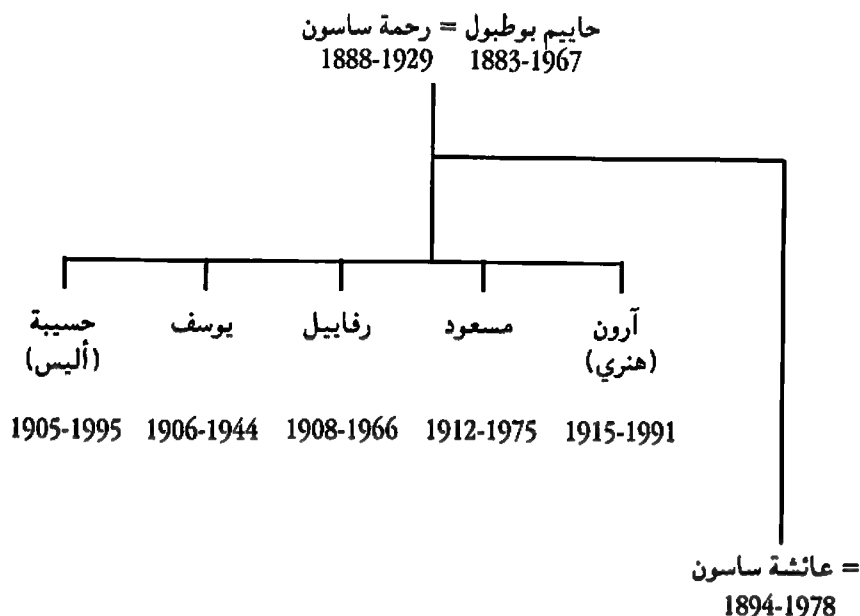 حاييم بوطبول = رحمة ساسون
1883-1967 1888-1929
آرون مسعود رفاييل يوسف حسيبة
(هنري) (أليس)
1905-1995 1906-1944 1908-1966 1912-1975 1915-1991
= عائشة ساسون
1894-1978